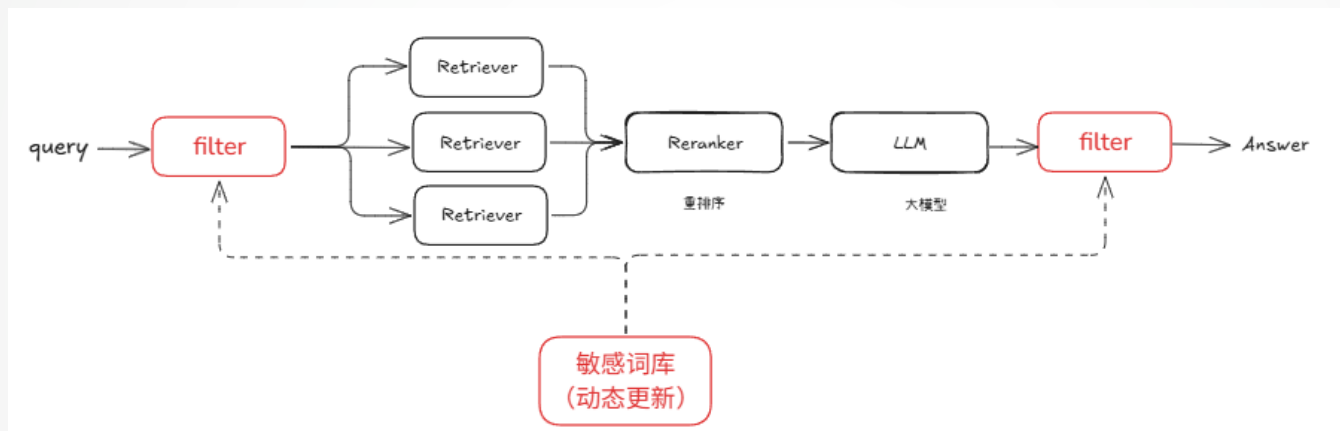 Retriever
query
filter
Retriever
Retriever
Reranker
重排序
LLM
大模型
filter
Answer
敏感词库
（动态更新）